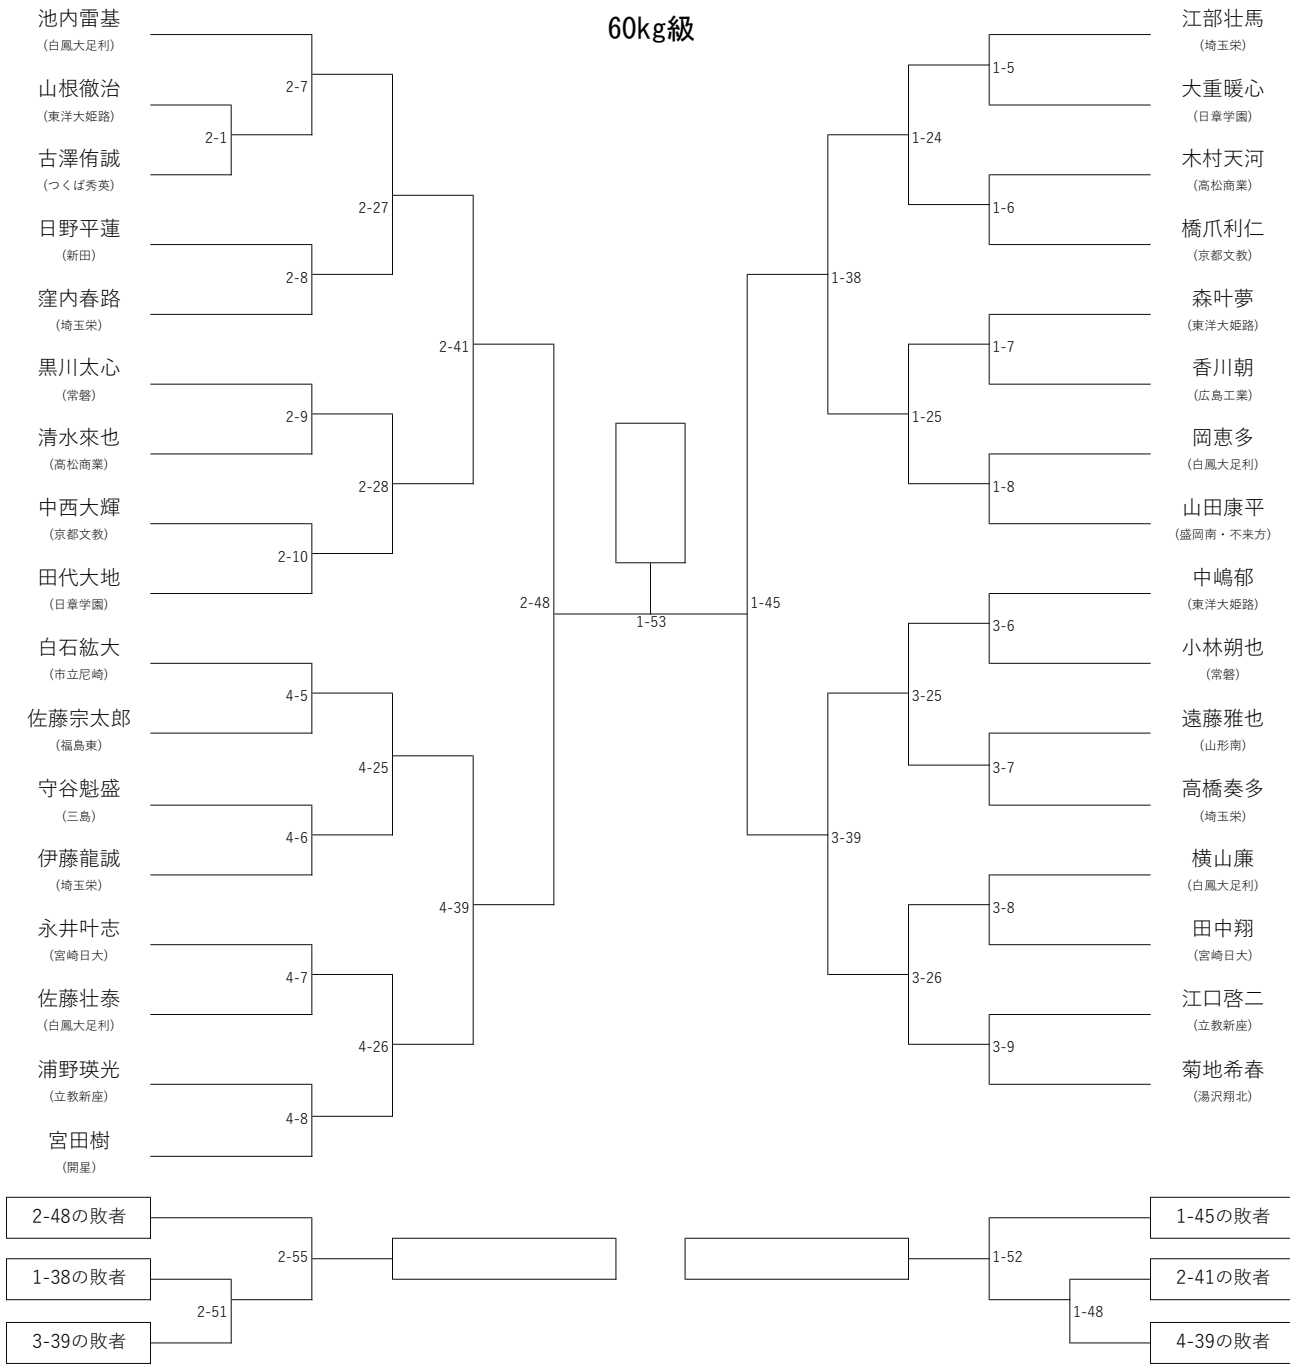 60kg級
池内雷基
(白鳳大足利)
2-7
山根徹治
(東洋大姫路)
2-1
古澤侑誠
(つくば秀英)
2-27
日野平蓮
(新田)
2-8
窪内春路
(埼玉栄)
2-41
黒川太心
(常磐)
2-9
清水來也
(高松商業)
2-28
中西大輝
(京都文教)
2-10
田代大地
(日章学園)
2-48
白石紘大
(市立尼崎)
4-5
佐藤宗太郎
(福島東)
4-25
守谷魁盛
(三島)
4-6
伊藤龍誠
(埼玉栄)
4-39
永井叶志
(宮崎日大)
4-7
佐藤壮泰
(白鳳大足利)
4-26
浦野瑛光
(立教新座)
4-8
宮田樹
(開星)
1-53
江部壮馬
(埼玉栄)
1-5
大重暖心
(日章学園)
1-24
木村天河
(高松商業)
1-6
橋爪利仁
(京都文教)
1-38
森叶夢
(東洋大姫路)
1-7
香川朝
(広島工業)
1-25
岡恵多
(白鳳大足利)
1-8
山田康平
(盛岡南・不来方)
1-45
中嶋郁
(東洋大姫路)
3-6
小林朔也
(常磐)
3-25
遠藤雅也
(山形南)
3-7
高橋奏多
(埼玉栄)
3-39
横山廉
(白鳳大足利)
3-8
田中翔
(宮崎日大)
3-26
江口啓二
(立教新座)
3-9
菊地希春
(湯沢翔北)
2-48の敗者
2-55
1-38の敗者
2-51
3-39の敗者
1-45の敗者
1-52
2-41の敗者
1-48
4-39の敗者